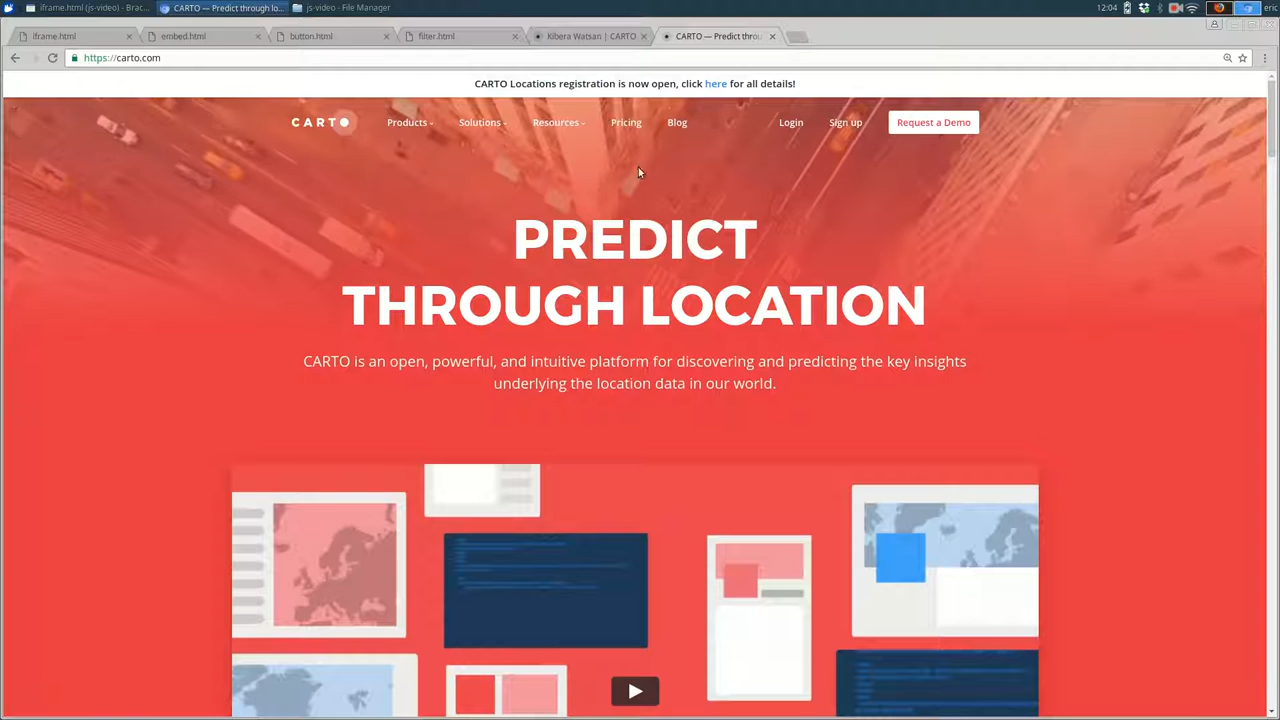 iframe.html (js-video) - Brac...
CARTO — Predict through lo...
js-video - File Manager
12:04
eric
iframe.html
embed.html
button.html
filter.html
Kibera Watsan | CARTO
CARTO — Predict throu
https://carto.com
CARTO Locations registration is now open, click here for all details!
CARTO
Products
Solutions
Resources
Pricing
Blog
Login
Sign up
Request a Demo
PREDICT
THROUGH LOCATION
CARTO is an open, powerful, and intuitive platform for discovering and predicting the key insights
underlying the location data in our world.